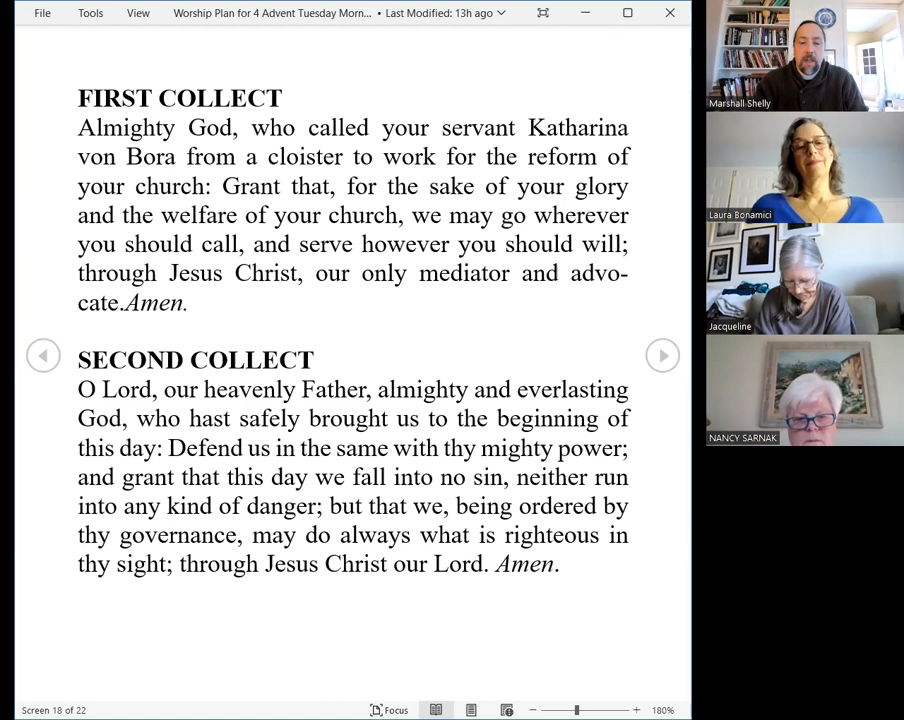 File Tools View Worship Plan for 4 Advent Tuesday Morn... • Last Modified: 13h ago
FIRST COLLECT
Almighty God, who called your servant Katharina
von Bora from a cloister to work for the reform of
your church: Grant that, for the sake of your glory
and the welfare of your church, we may go wherever
you should call, and serve however you should will;
through Jesus Christ, our only mediator and advo-
cate.Amen.
SECOND COLLECT
O Lord, our heavenly Father, almighty and everlasting
God, who hast safely brought us to the beginning of
this day: Defend us in the same with thy mighty power;
and grant that this day we fall into no sin, neither run
into any kind of danger; but that we, being ordered by
thy governance, may do always what is righteous in
thy sight; through Jesus Christ our Lord. Amen.
Screen 18 of 22 Focus 180%
Marshall Shelly
Laura Bonamici
Jacqueline
NANCY SARNAK